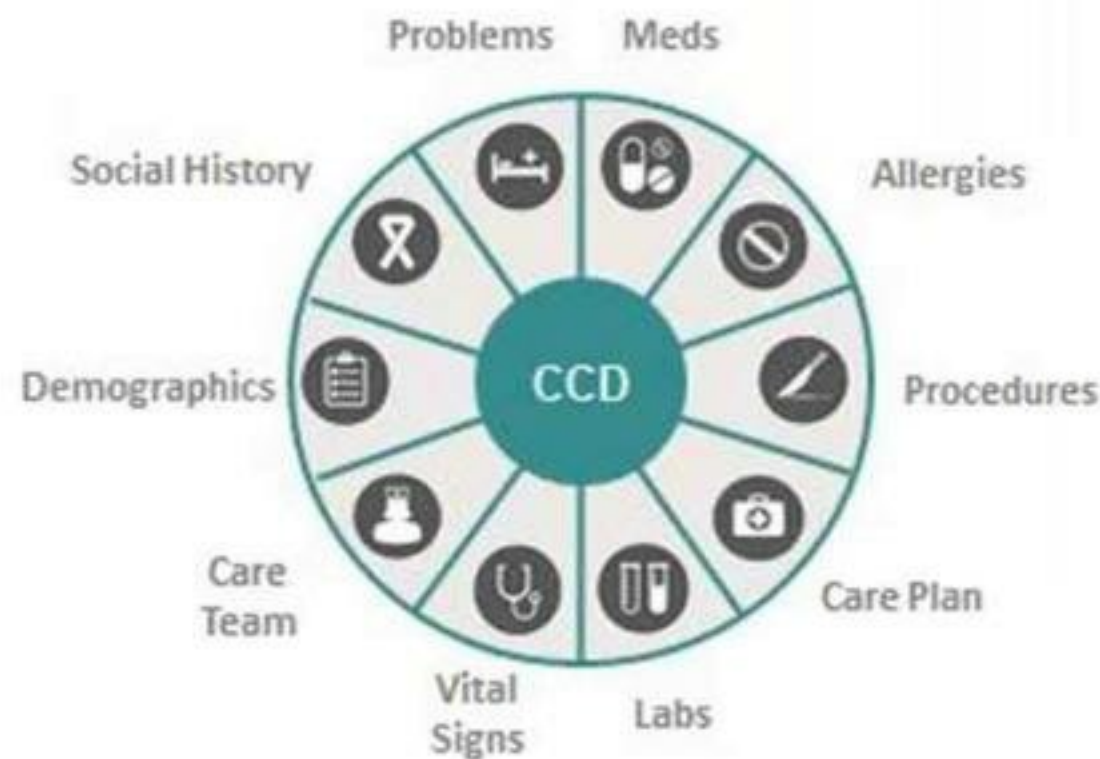 Problems
Meds
Social History
Allergies
CCD
Demographics
Procedures
Care
Team
Care Plan
Vital
Signs
Labs